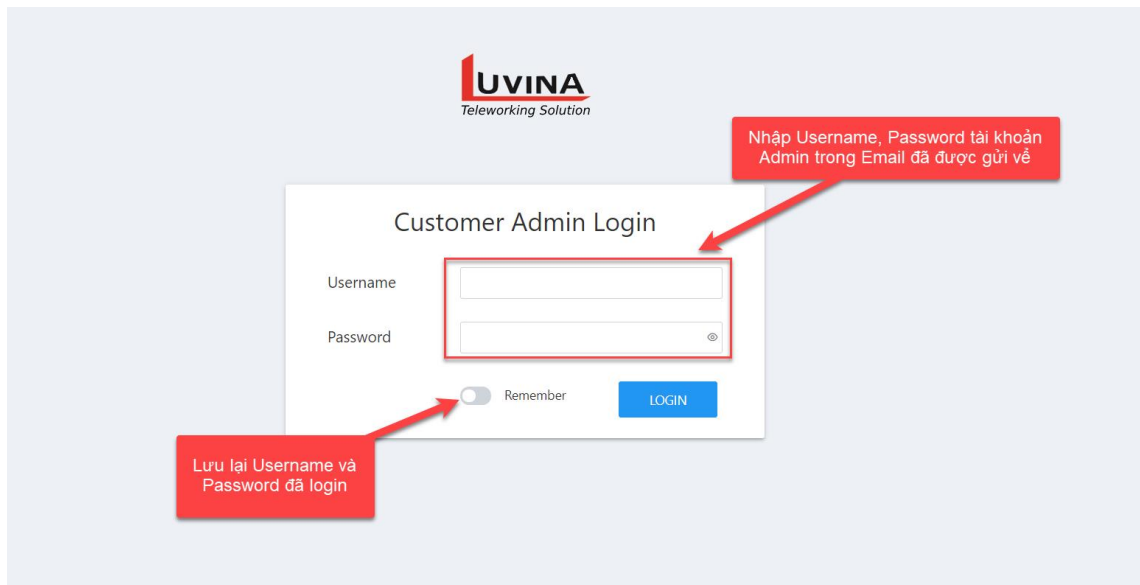 LUVINA
Teleworking Solution
Nhập Username, Password tài khoản
Admin trong Email đã được gửi về
Customer Admin Login
Username
Password
Remember
LOGIN
Lưu lại Username và
Password đã login